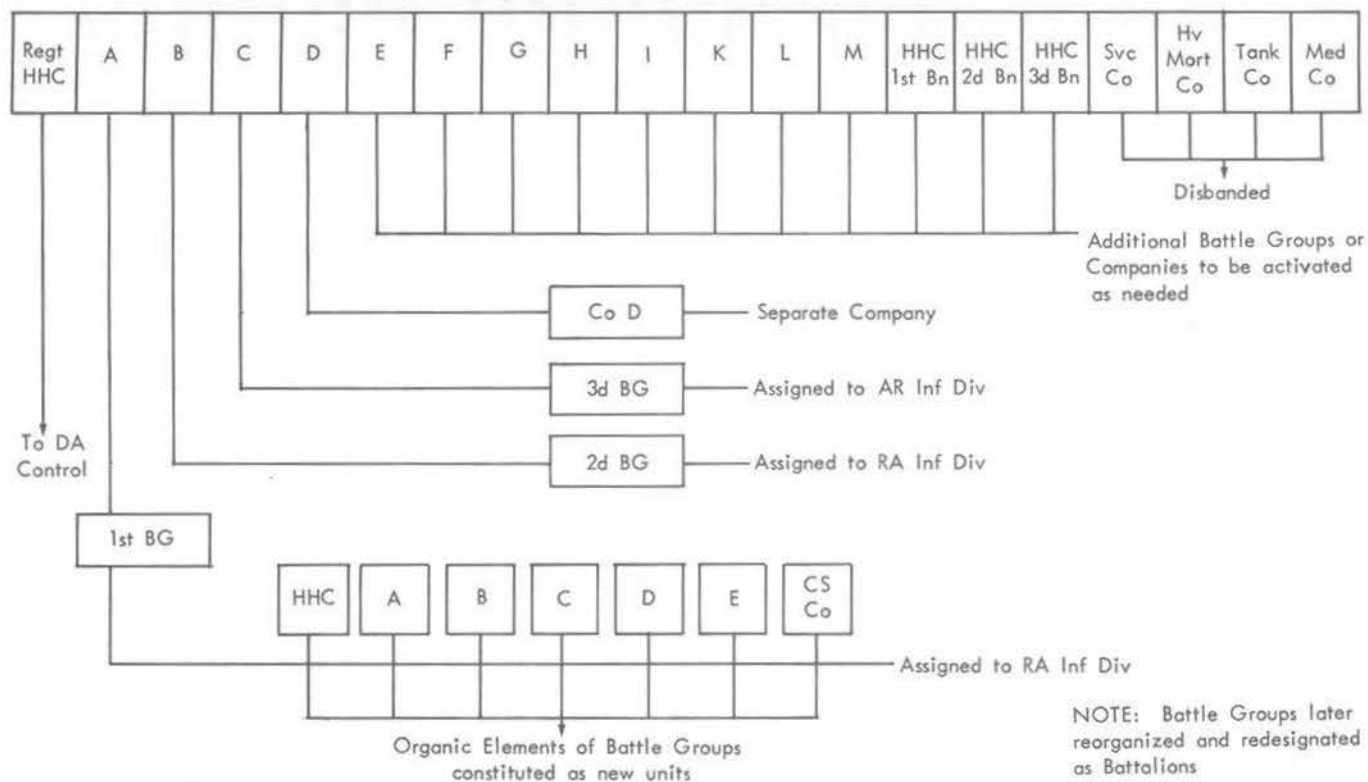 Regt
HHC
A
B
C
D
E
F
G
H
I
K
L
M
HHC
1st Bn
HHC
2d Bn
HHC
3d Bn
Svc
Co
Hv
Mort
Co
Tank
Co
Med
Co
Disbanded
Additional Battle Groups or
Companies to be activated
as needed
Co D
Separate Company
3d BG
Assigned to AR Inf Div
To DA
Control
2d BG
Assigned to RA Inf Div
1st BG
HHC
A
B
C
D
E
CS
Co
Assigned to RA Inf Div
Organic Elements of Battle Groups
constituted as new units
NOTE: Battle Groups later
reorganized and redesignated
as Battalions